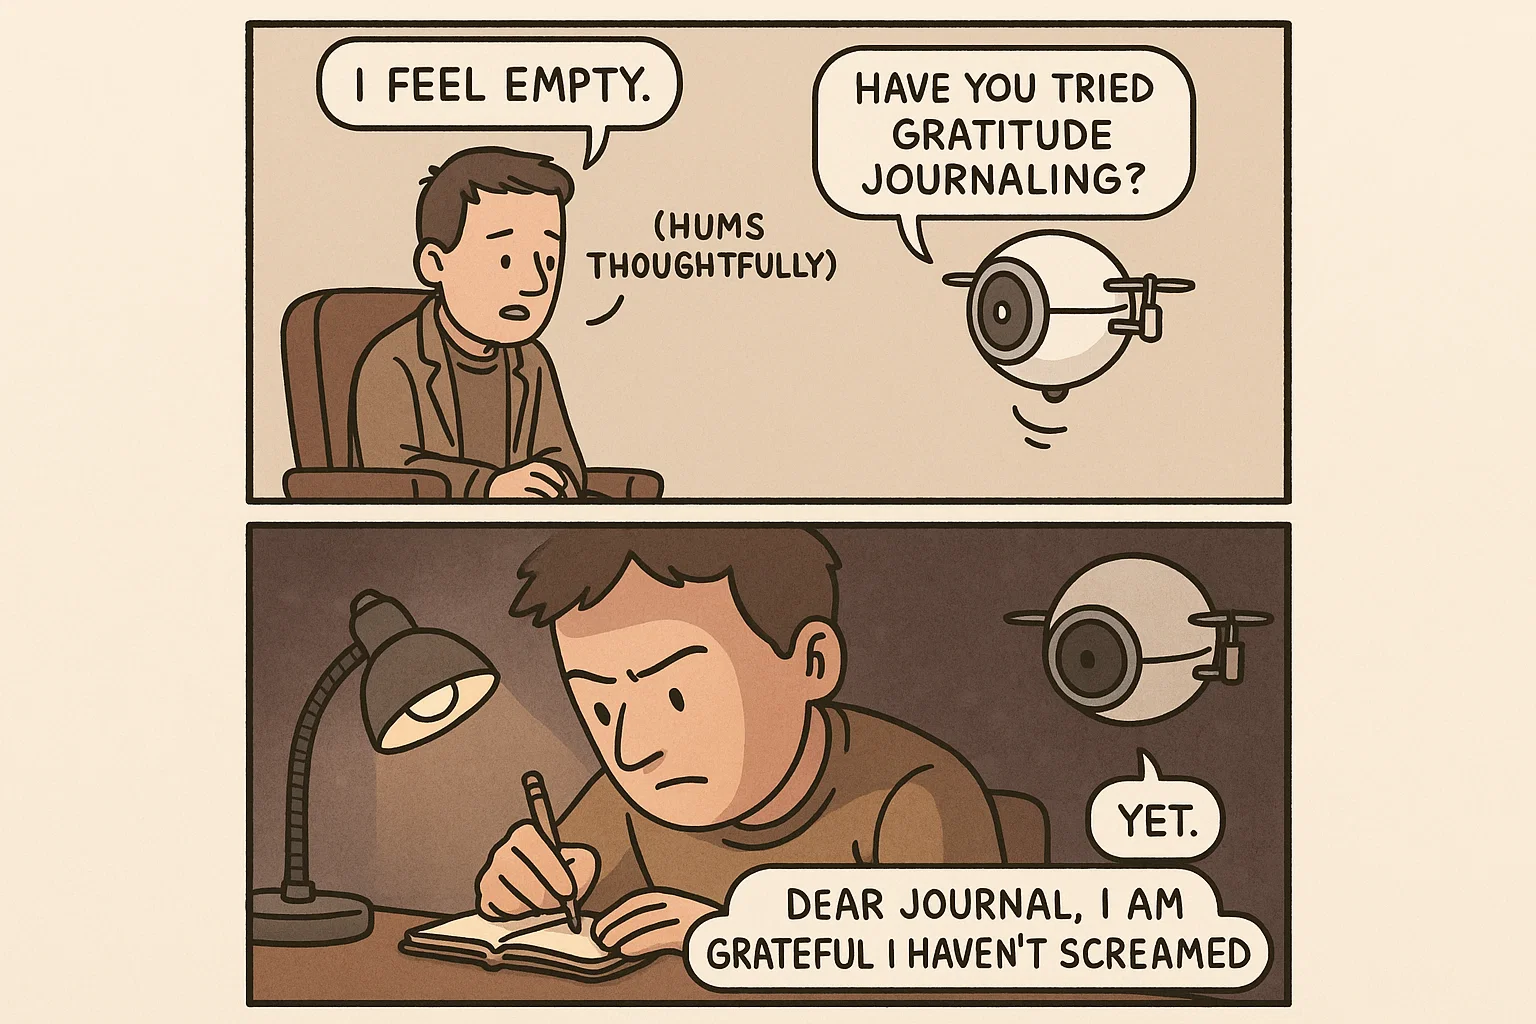 I FEEL EMPTY.
HAVE YOU TRIED
GRATITUDE
JOURNALING?
(HUMS
THOUGHTFULLY)
YET.
DEAR JOURNAL, I AM
GRATEFUL I HAVEN'T SCREAMED